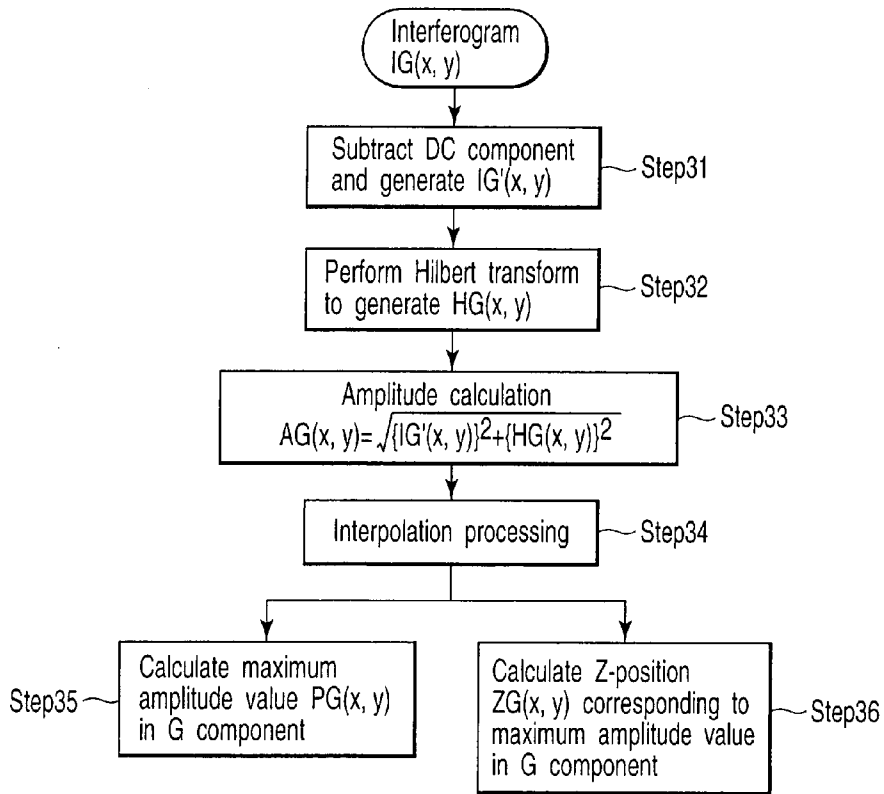 Interferogram
IG(x, y)
Subtract DC component
and generate IG'(x, y)
Step31
Perform Hilbert transform
to generate HG(x, y)
Step32
Amplitude calculation
AG(x, y)=√{IG'(x, y)}²+{HG(x, y)}²
Step33
Interpolation processing
Step34
Step35
Calculate maximum
amplitude value PG(x, y)
in G component
Calculate Z-position
ZG(x, y) corresponding to
maximum amplitude value
in G component
Step36